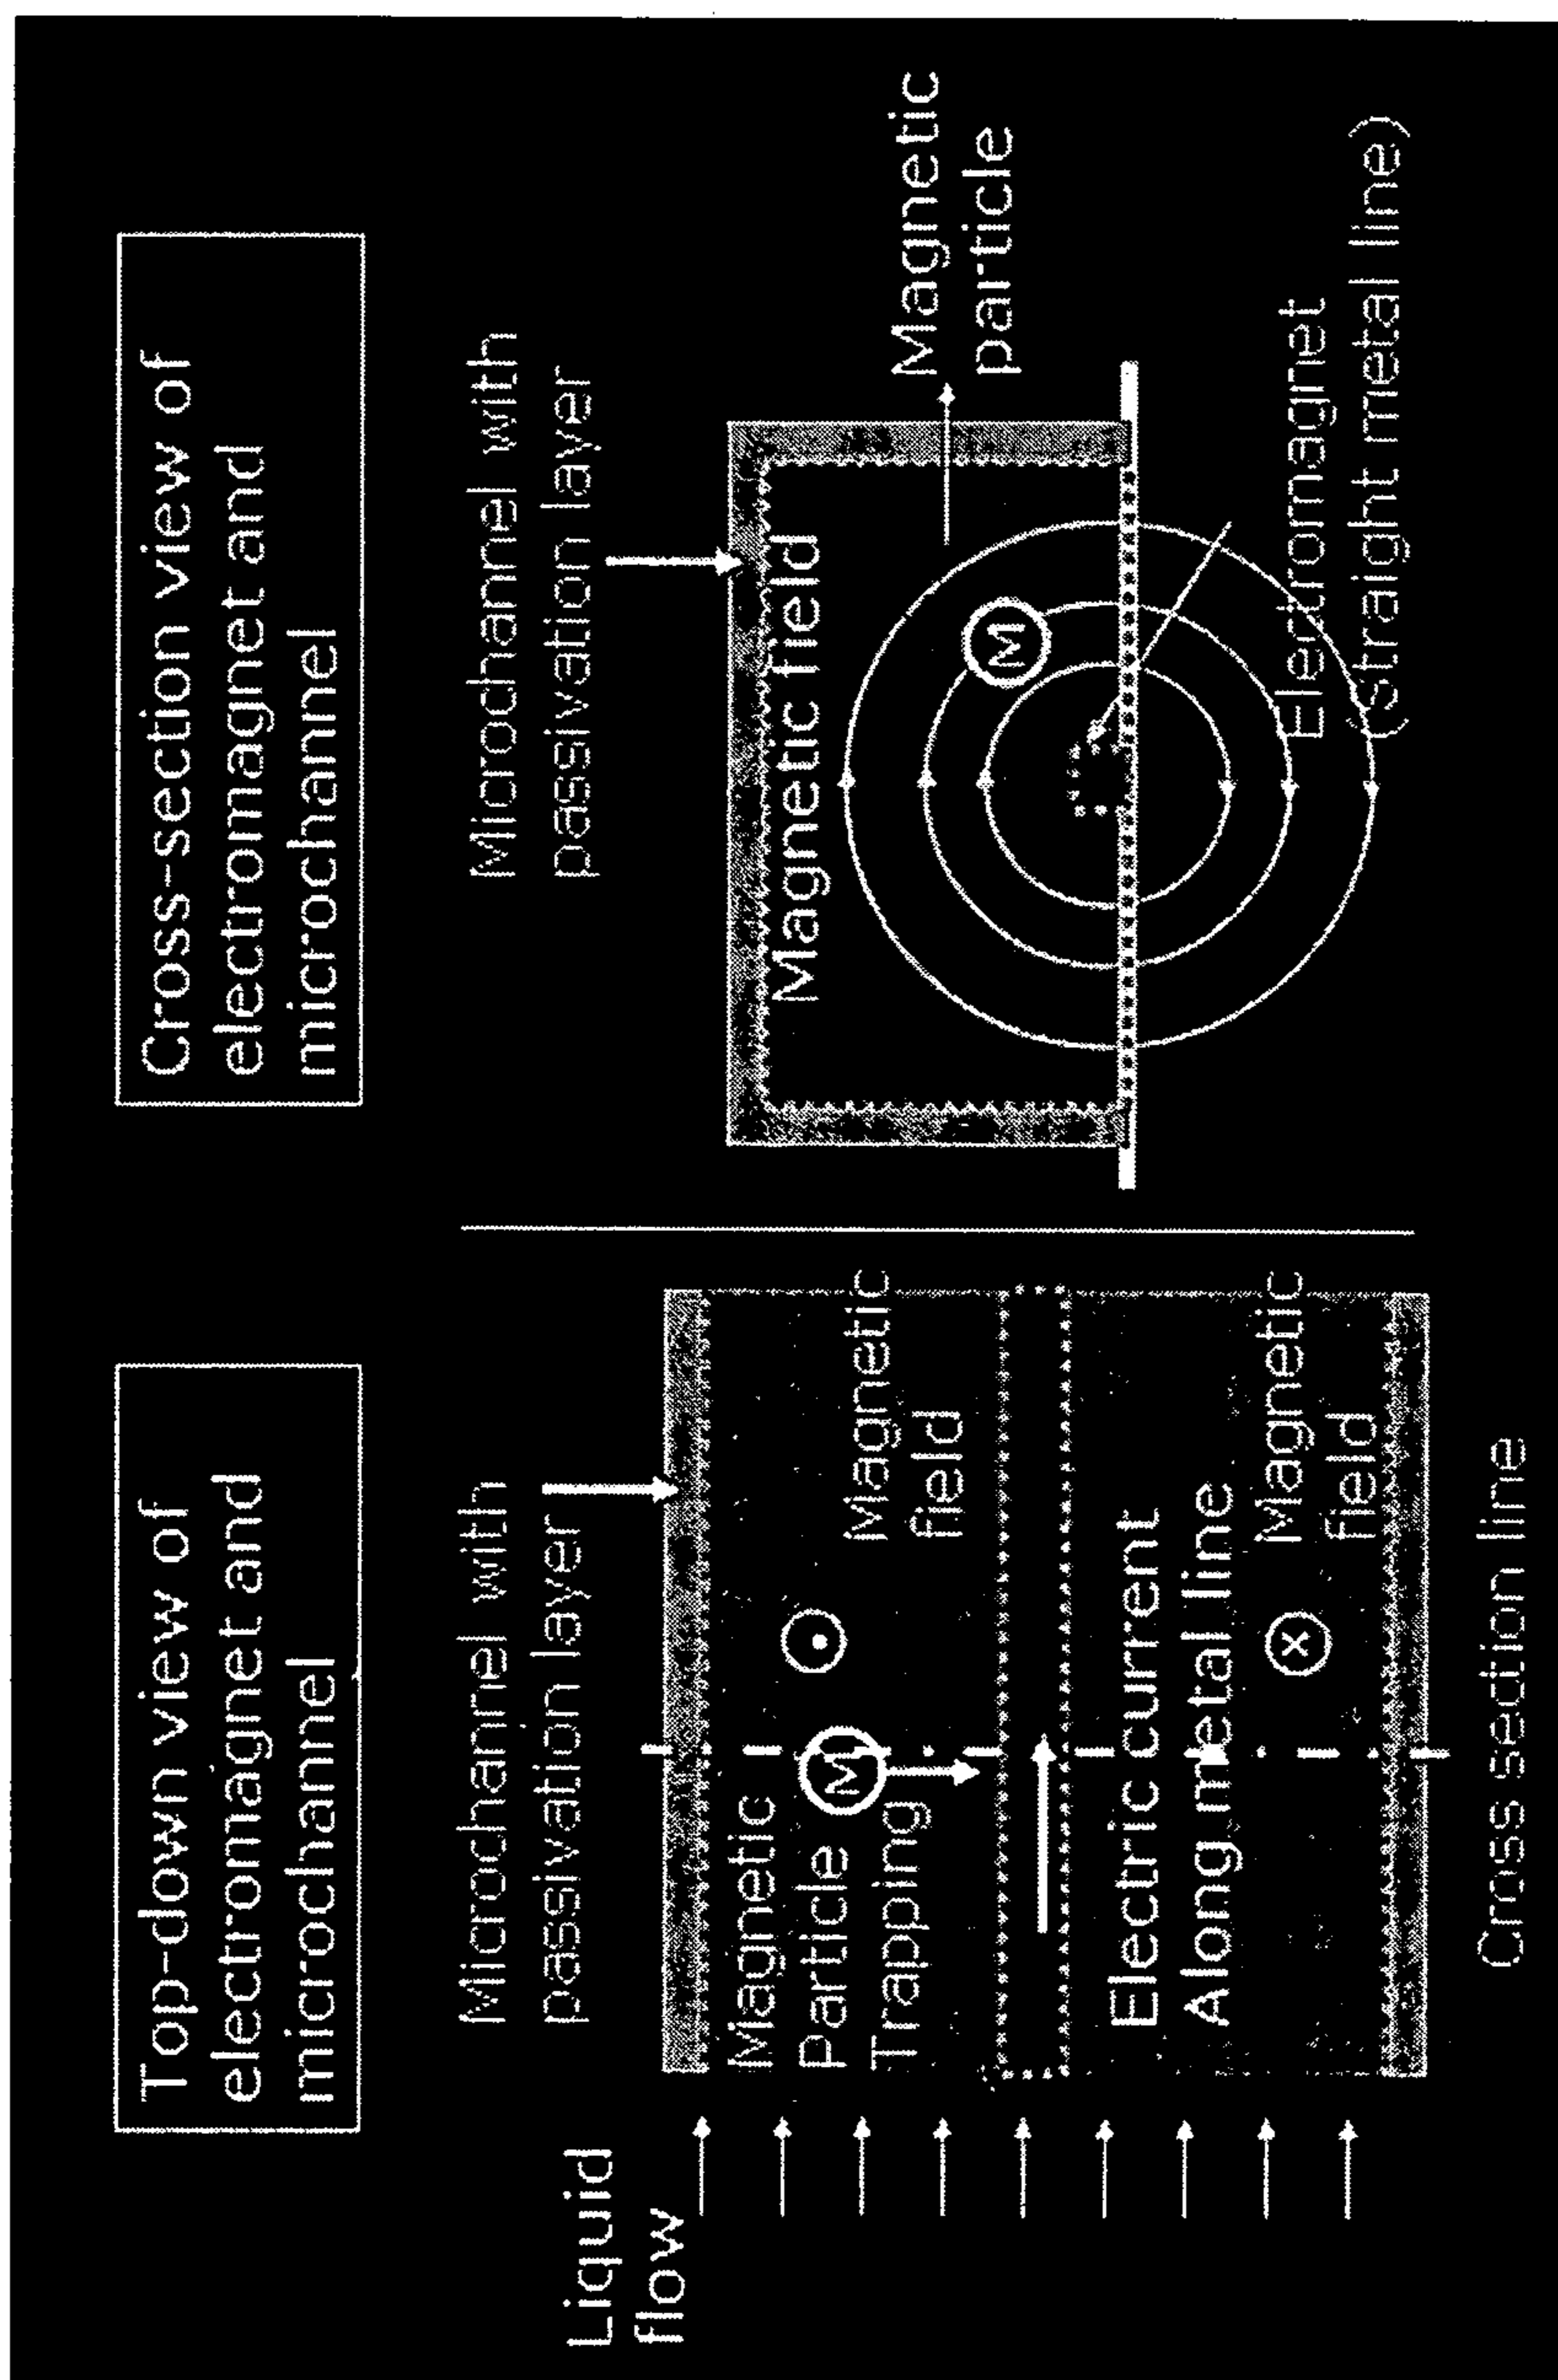 Top-down view of
electromagnet and
microchannel
Microchannel with
passivation layer
Liquid
flow
Magnetic
Particle
Trapping
M
Magnetic
field
Electric current
Along metal line
Magnetic
field
x
Cross section line
Cross-section view of
electromagnet and
microchannel
Microchannel with
passivation layer
Magnetic field
M
Magnetic
particle
Electromagnet
(straight metal line)